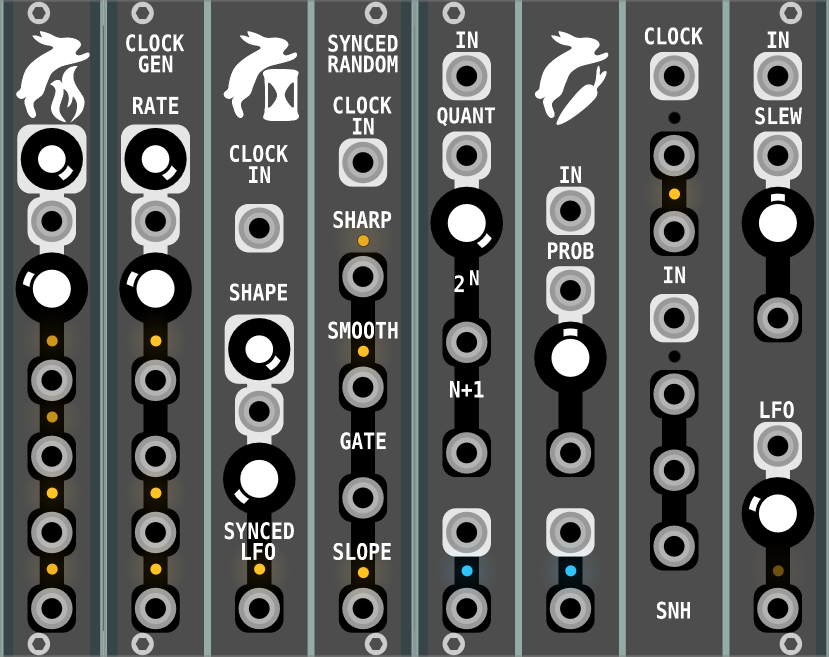 CLOCK
GEN
RATE
CLOCK
IN
SHAPE
SYNCED
LFO
SYNCED
RANDOM
CLOCK
IN
SHARP
SMOOTH
GATE
SLOPE
IN
QUANT
2 N
N+1
IN
PROB
CLOCK
IN
SNH
IN
SLEW
LFO